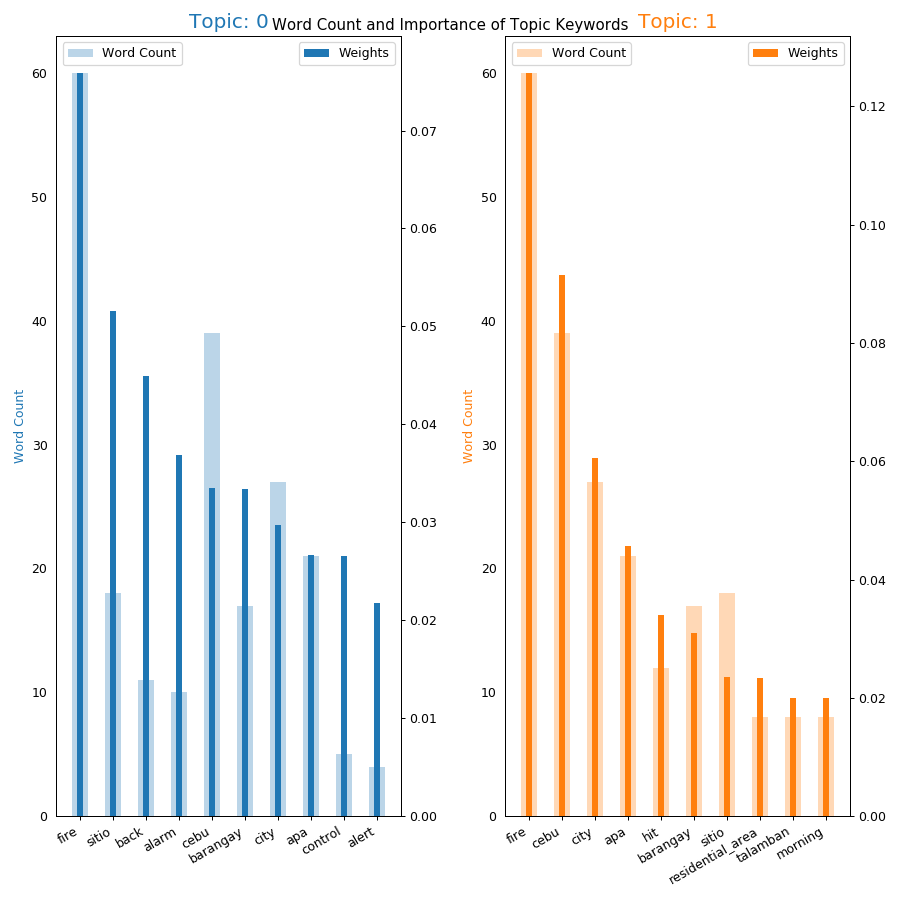 Topic: 0 Word Count and Importance of Topic Keywords Topic: 1
Word Count
Weights
60
50
40
30
20
10
0
Word Count
0.07
0.06
0.05
0.04
0.03
0.02
0.01
0.00
fire
sitio
back
alarm
cebu
barangay
city
apa
control
alert
Word Count
Weights
60
50
40
30
20
10
0
Word Count
0.12
0.10
0.08
0.06
0.04
0.02
0.00
fire
cebu
city
apa
hit
barangay
sitio
residential_area
talamban
morning